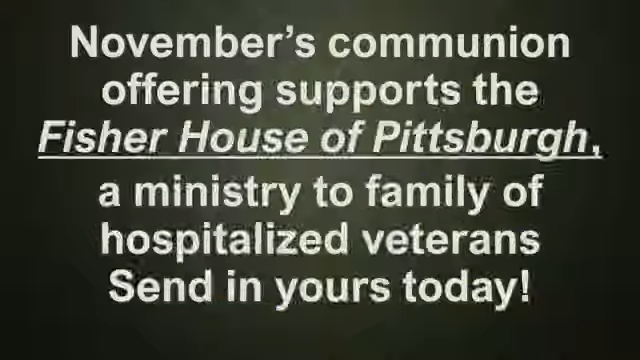 November’s communion
offering supports the
Fisher House of Pittsburgh,
a ministry to family of
hospitalized veterans
Send in yours today!